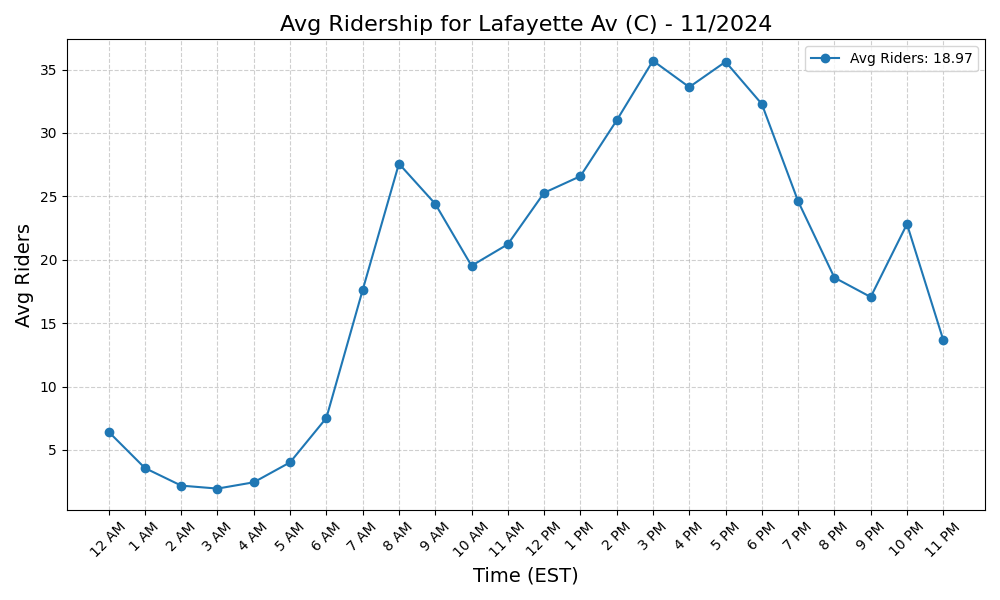 Avg Ridership for Lafayette Av (C) - 11/2024
Avg Riders: 18.97
Avg Riders
35
30
25
20
15
10
5
12 AM
1 AM
2 AM
3 AM
4 AM
5 AM
6 AM
7 AM
8 AM
9 AM
10 AM
11 AM
12 PM
1 PM
2 PM
3 PM
4 PM
5 PM
6 PM
7 PM
8 PM
9 PM
10 PM
11 PM
Time (EST)